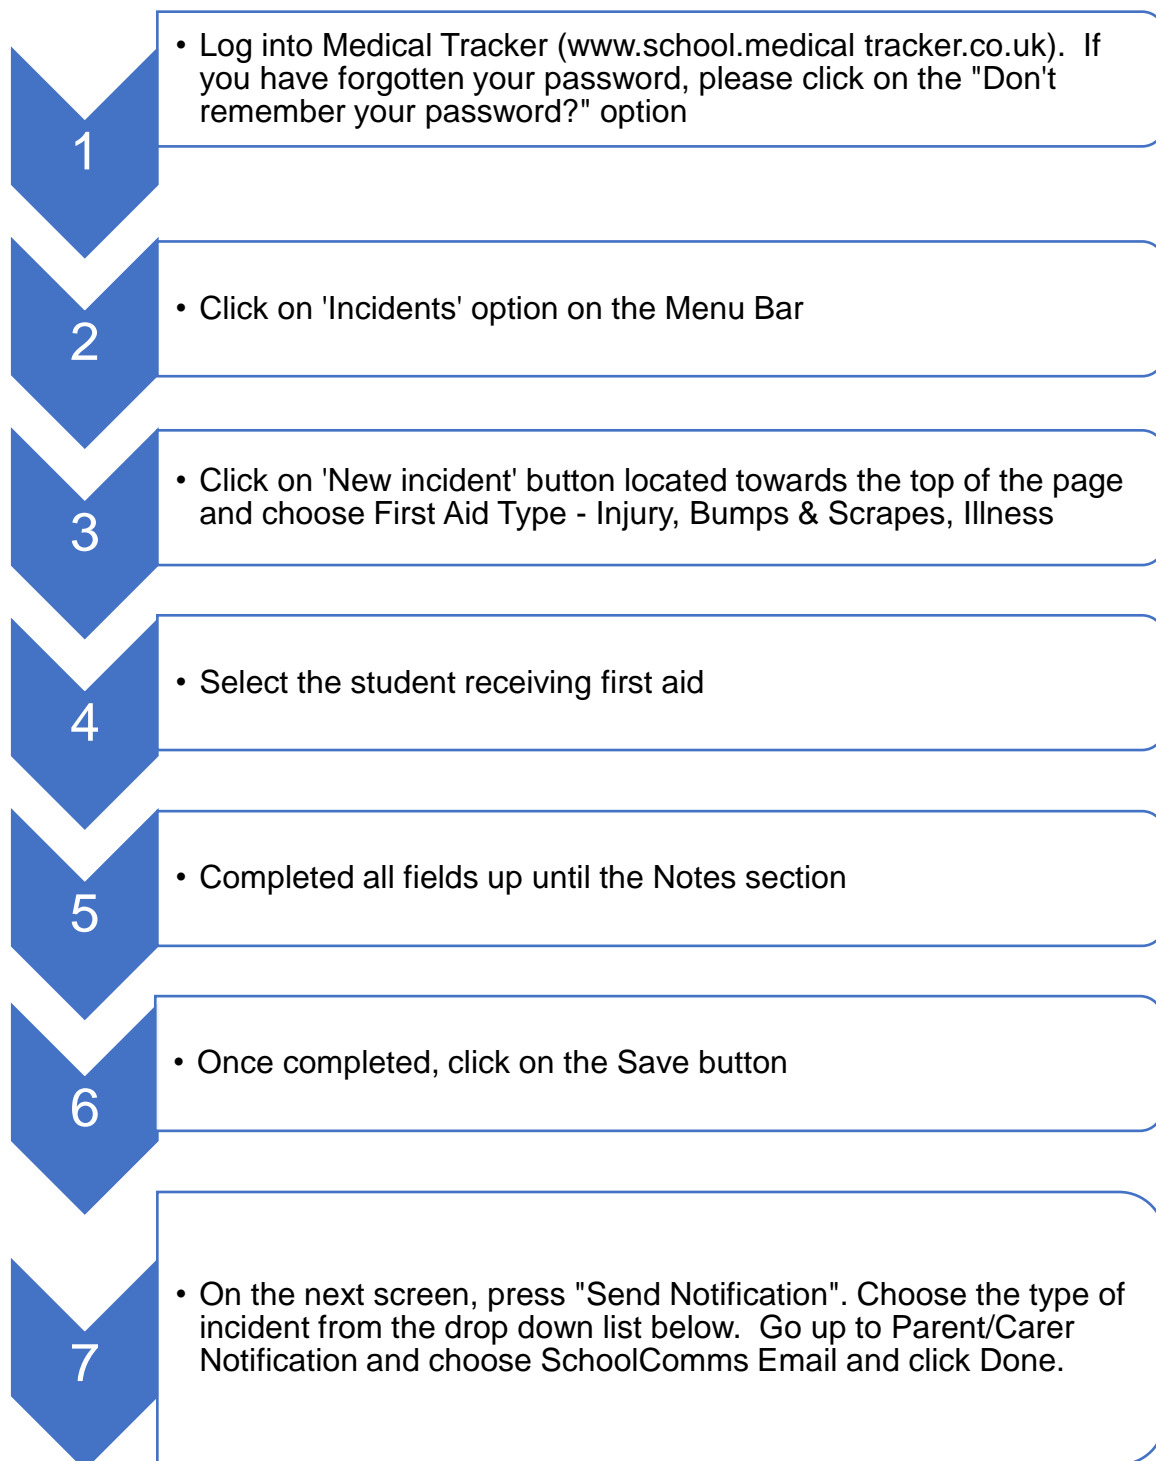 • Log into Medical Tracker (www.school.medical tracker.co.uk).  If
you have forgotten your password, please click on the "Don't
remember your password?" option
1
• Click on 'Incidents' option on the Menu Bar
2
• Click on 'New incident' button located towards the top of the page
and choose First Aid Type - Injury, Bumps & Scrapes, Illness
3
• Select the student receiving first aid
4
• Completed all fields up until the Notes section
5
• Once completed, click on the Save button
6
• On the next screen, press "Send Notification". Choose the type of
incident from the drop down list below.  Go up to Parent/Carer
Notification and choose SchoolComms Email and click Done.
7